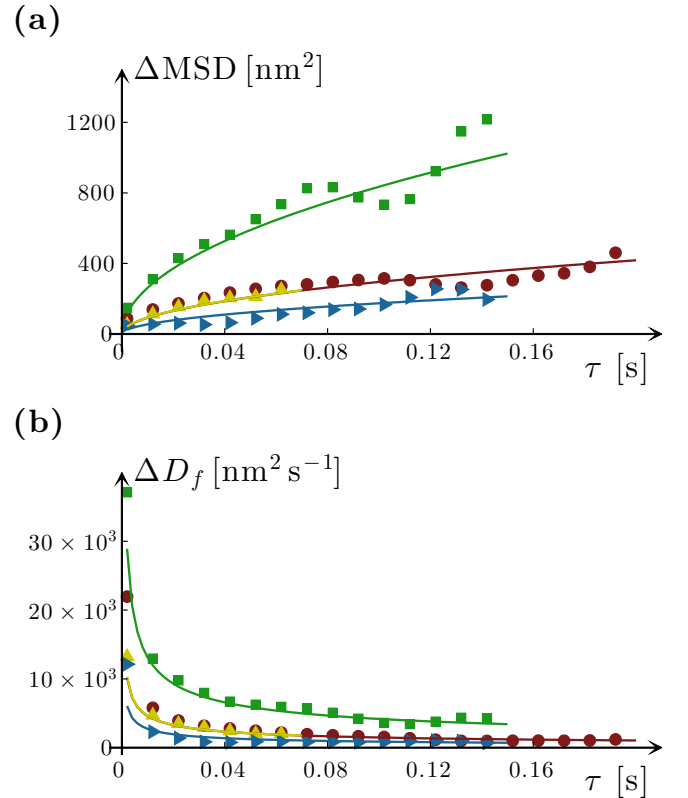 (a)
ΔMSD [nm²]
1200
800
400
0
0 0.04 0.08 0.12 0.16
τ [s]
(b)
ΔD_f [nm² s⁻¹]
30 × 10³
20 × 10³
10 × 10³
0
0 0.04 0.08 0.12 0.16
τ [s]